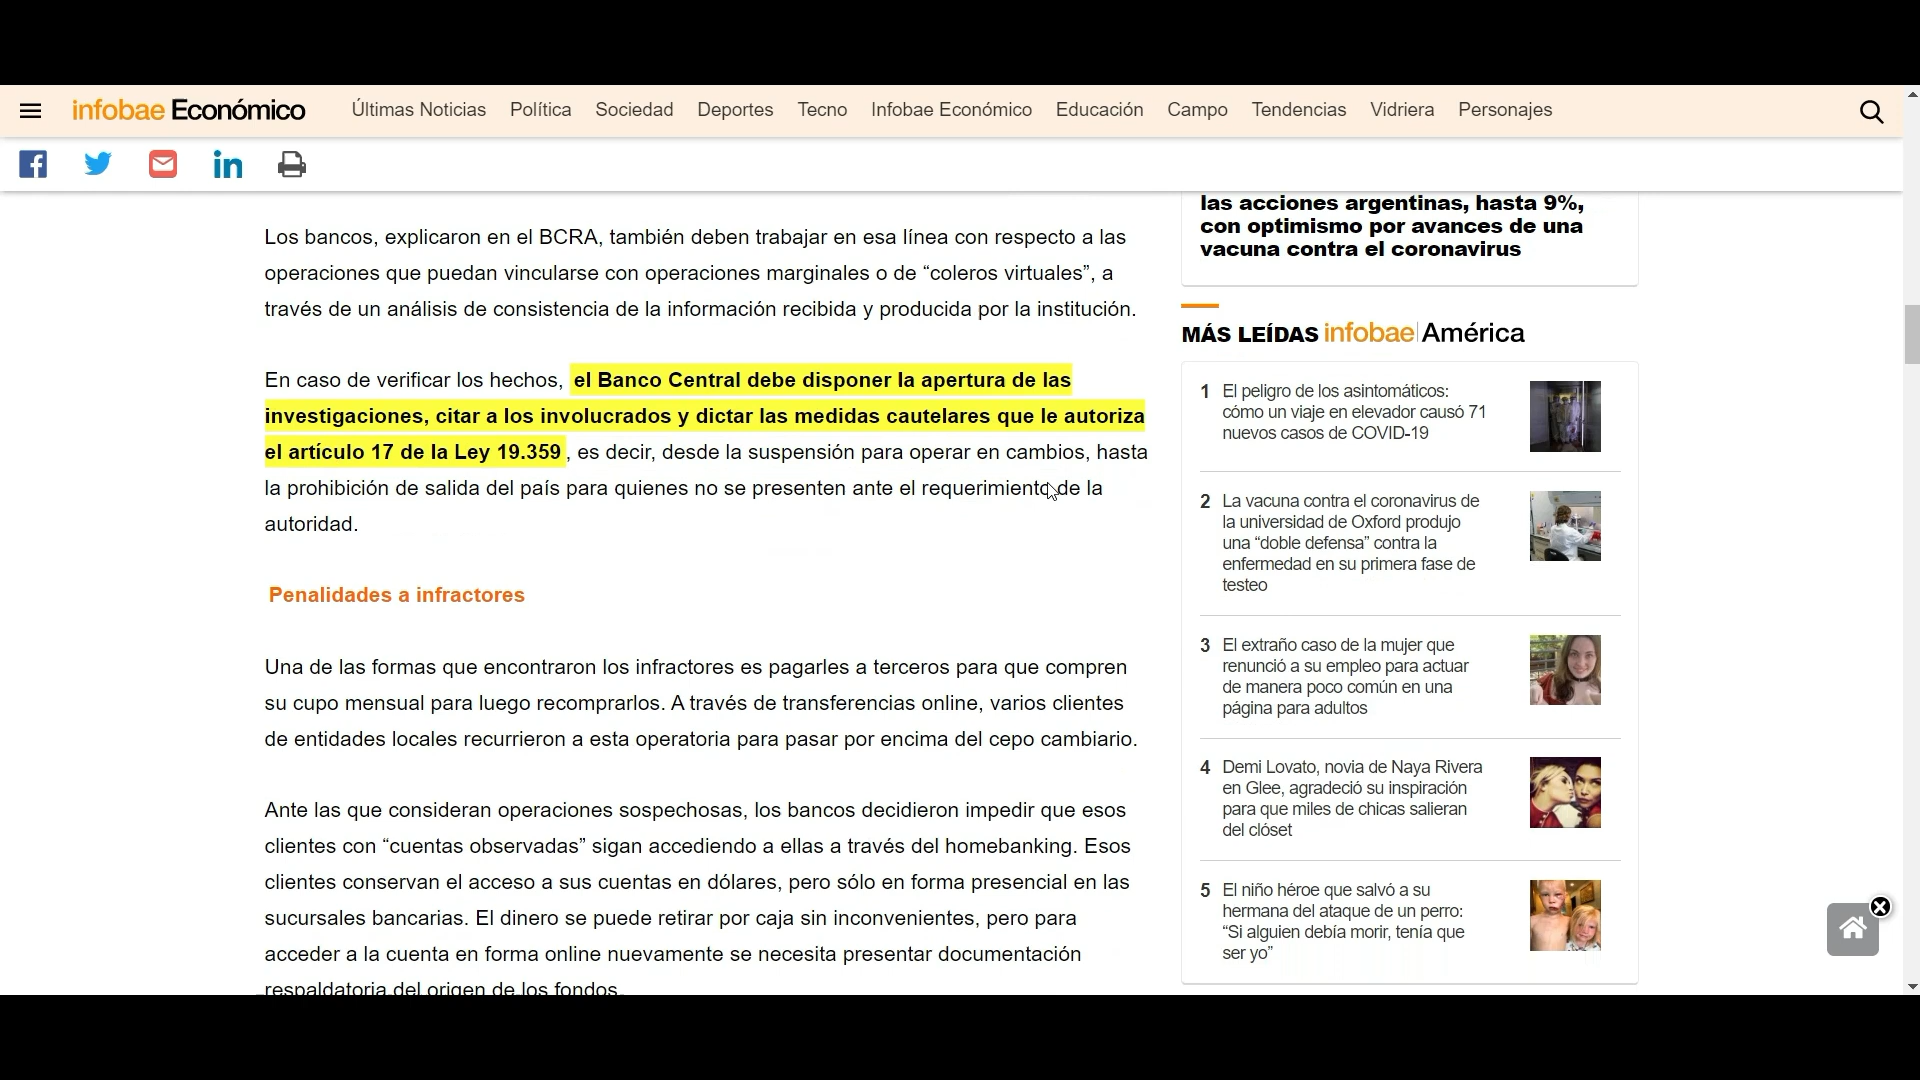 infobae Económico
Últimas Noticias Política Sociedad Deportes Tecno Infobae Económico Educación Campo Tendencias Vidriera Personajes
Los bancos, explicaron en el BCRA, también deben trabajar en esa línea con respecto a las
operaciones que puedan vincularse con operaciones marginales o de “coleros virtuales”, a
través de un análisis de consistencia de la información recibida y producida por la institución.
En caso de verificar los hechos, el Banco Central debe disponer la apertura de las
investigaciones, citar a los involucrados y dictar las medidas cautelares que le autoriza
el artículo 17 de la Ley 19.359, es decir, desde la suspensión para operar en cambios, hasta
la prohibición de salida del país para quienes no se presenten ante el requerimiento de la
autoridad.
Penalidades a infractores
Una de las formas que encontraron los infractores es pagarles a terceros para que compren
su cupo mensual para luego recomprarlos. A través de transferencias online, varios clientes
de entidades locales recurrieron a esta operatoria para pasar por encima del cepo cambiario.
Ante las que consideran operaciones sospechosas, los bancos decidieron impedir que esos
clientes con “cuentas observadas” sigan accediendo a ellas a través del homebanking. Esos
clientes conservan el acceso a sus cuentas en dólares, pero sólo en forma presencial en las
sucursales bancarias. El dinero se puede retirar por caja sin inconvenientes, pero para
acceder a la cuenta en forma online nuevamente se necesita presentar documentación
respaldatoria del origen de los fondos.
las acciones argentinas, hasta 9%,
con optimismo por avances de una
vacuna contra el coronavirus
MÁS LEÍDAS infobae América
1 El peligro de los asintomáticos:
cómo un viaje en elevador causó 71
nuevos casos de COVID-19
2 La vacuna contra el coronavirus de
la universidad de Oxford produjo
una “doble defensa” contra la
enfermedad en su primera fase de
testeo
3 El extraño caso de la mujer que
renunció a su empleo para actuar
de manera poco común en una
página para adultos
4 Demi Lovato, novia de Naya Rivera
en Glee, agradeció su inspiración
para que miles de chicas salieran
del clóset
5 El niño héroe que salvó a su
hermana del ataque de un perro:
“Si alguien debía morir, tenía que
ser yo”